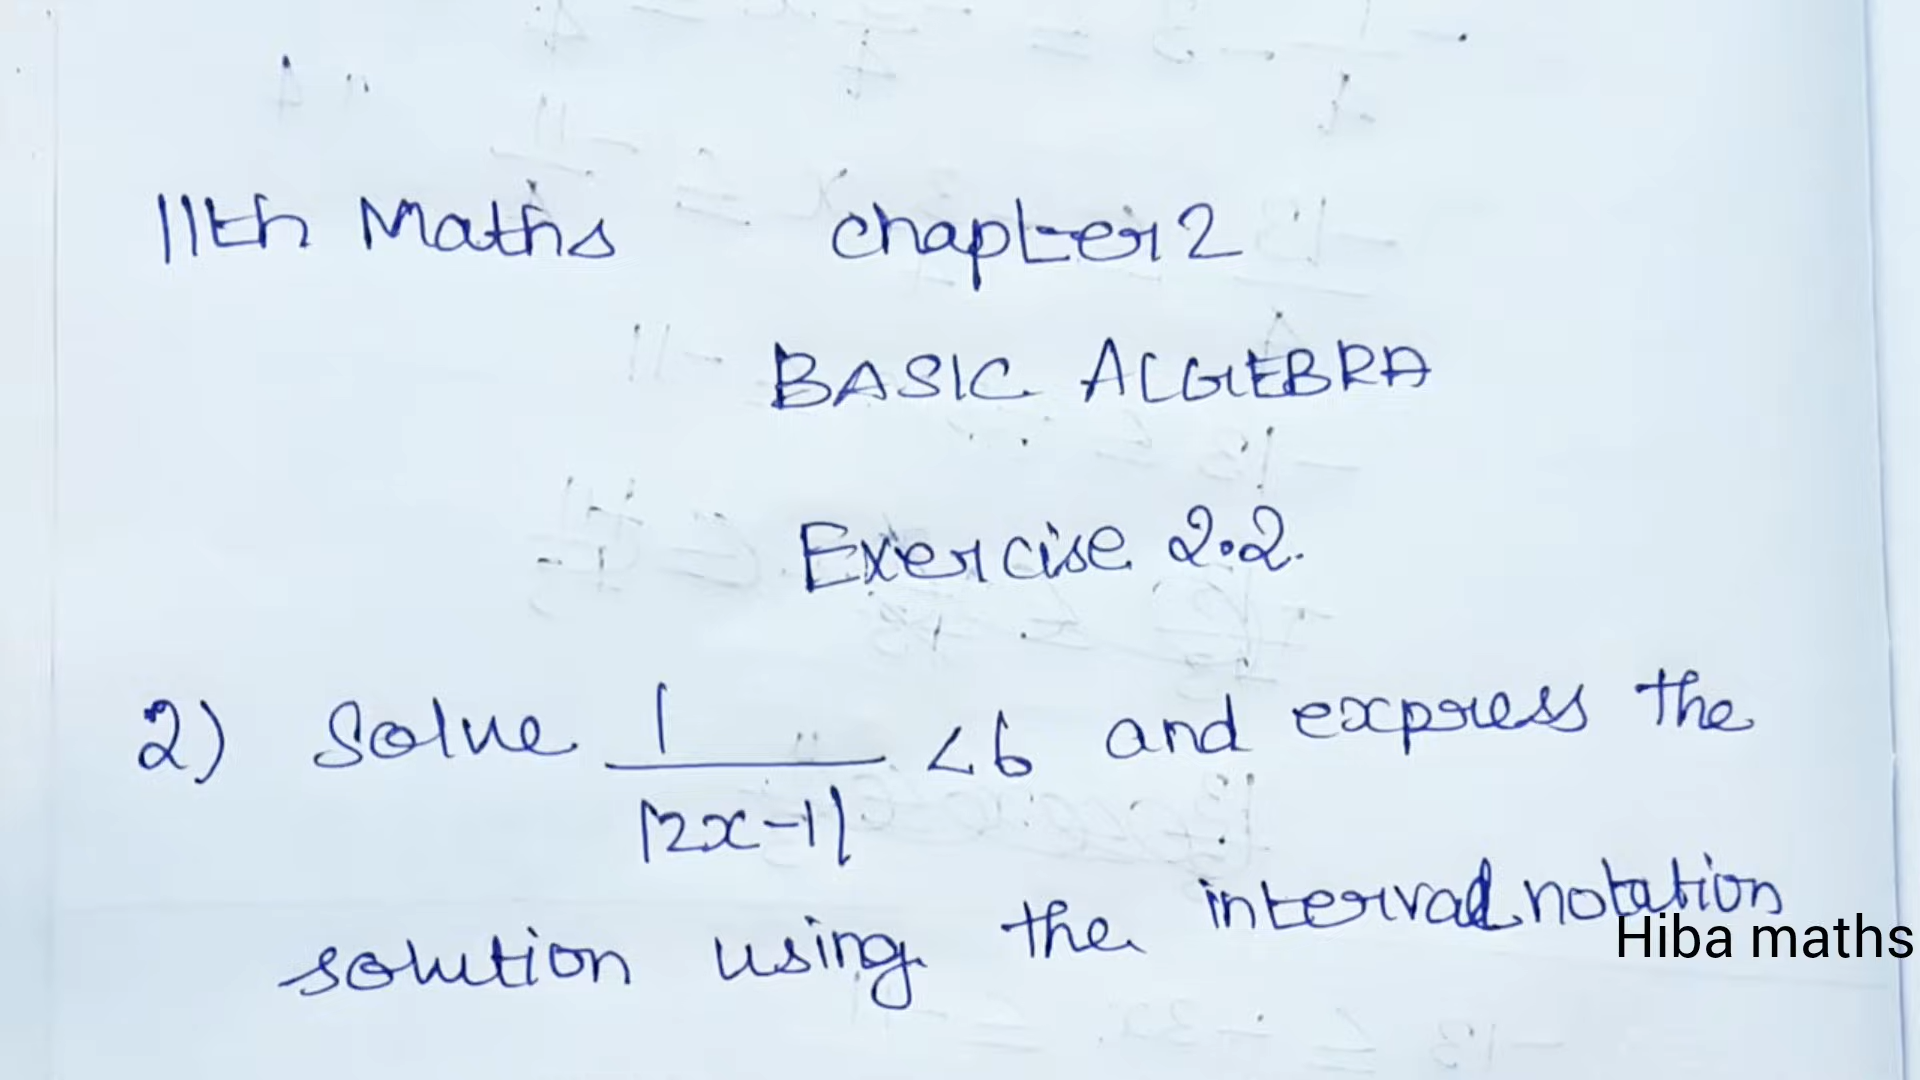 11th Maths chapter 2
BASIC ALGEBRA
Exercise 2.2.
2) Solve 1/|2x-1| <6 and express the
solution using the interval notation
Hiba maths